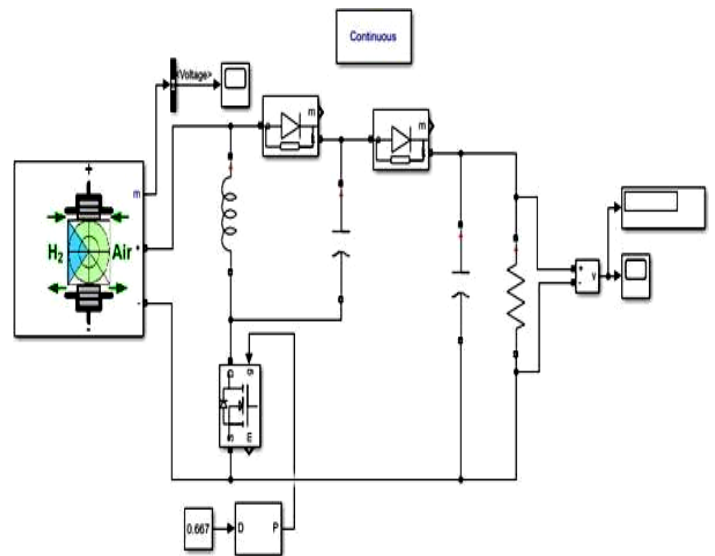 Continuous
<Voltage>
m
m
m
+
H₂ Air
-
+
-
v
g
D
S
m
0.667
D P